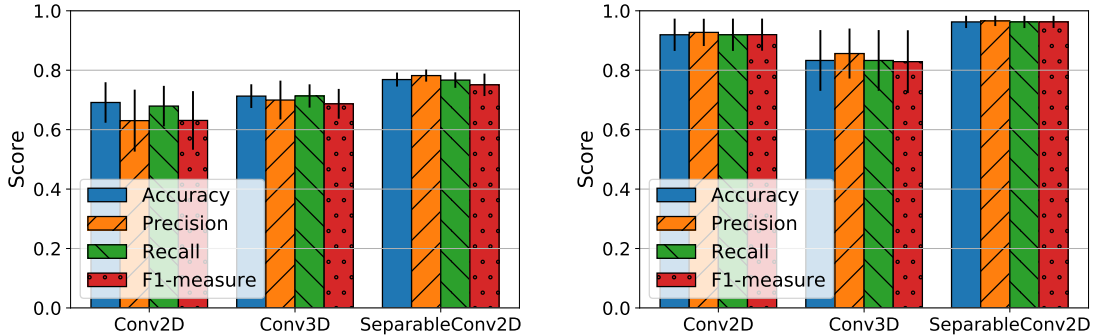 1.0
0.8
0.6
0.4
0.2
0.0
Score
Accuracy
Precision
Recall
F1-measure
Conv2D Conv3D SeparableConv2D
1.0
0.8
0.6
0.4
0.2
0.0
Score
Accuracy
Precision
Recall
F1-measure
Conv2D Conv3D SeparableConv2D